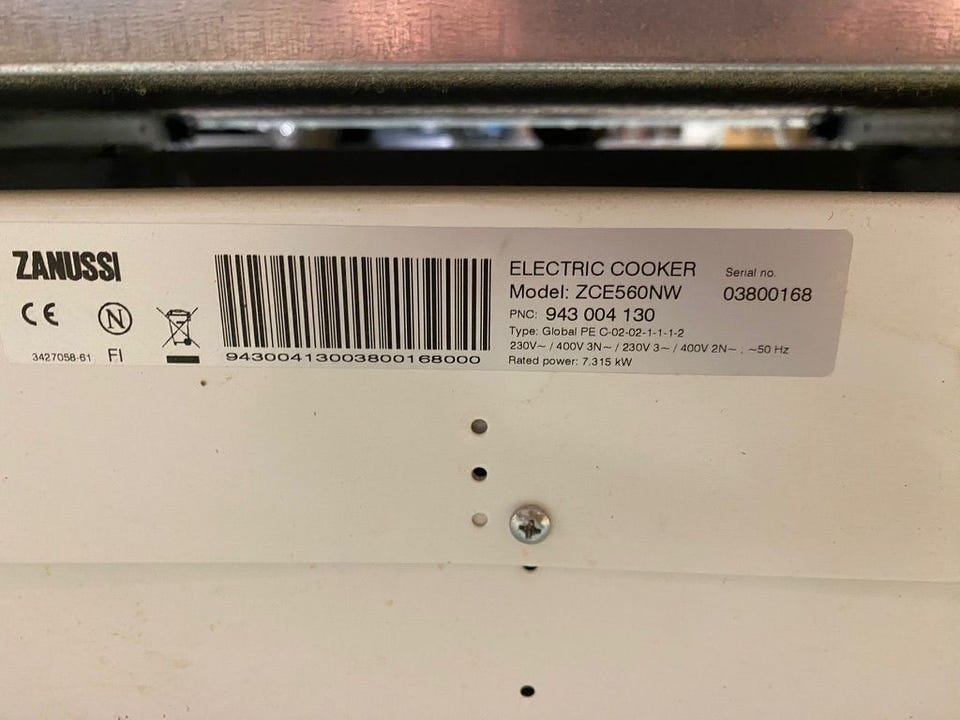 ZANUSSI
CE
N
3427058-61 FI
94300413003800168000
ELECTRIC COOKER
Serial no.
Model: ZCE560NW
03800168
PNC: 943 004 130
Type: Global PE C-02-02-1-1-1-2
230V~ / 400V 3N~ / 230V 3~ / 400V 2N~ . ~50 Hz
Rated power: 7.315 kW